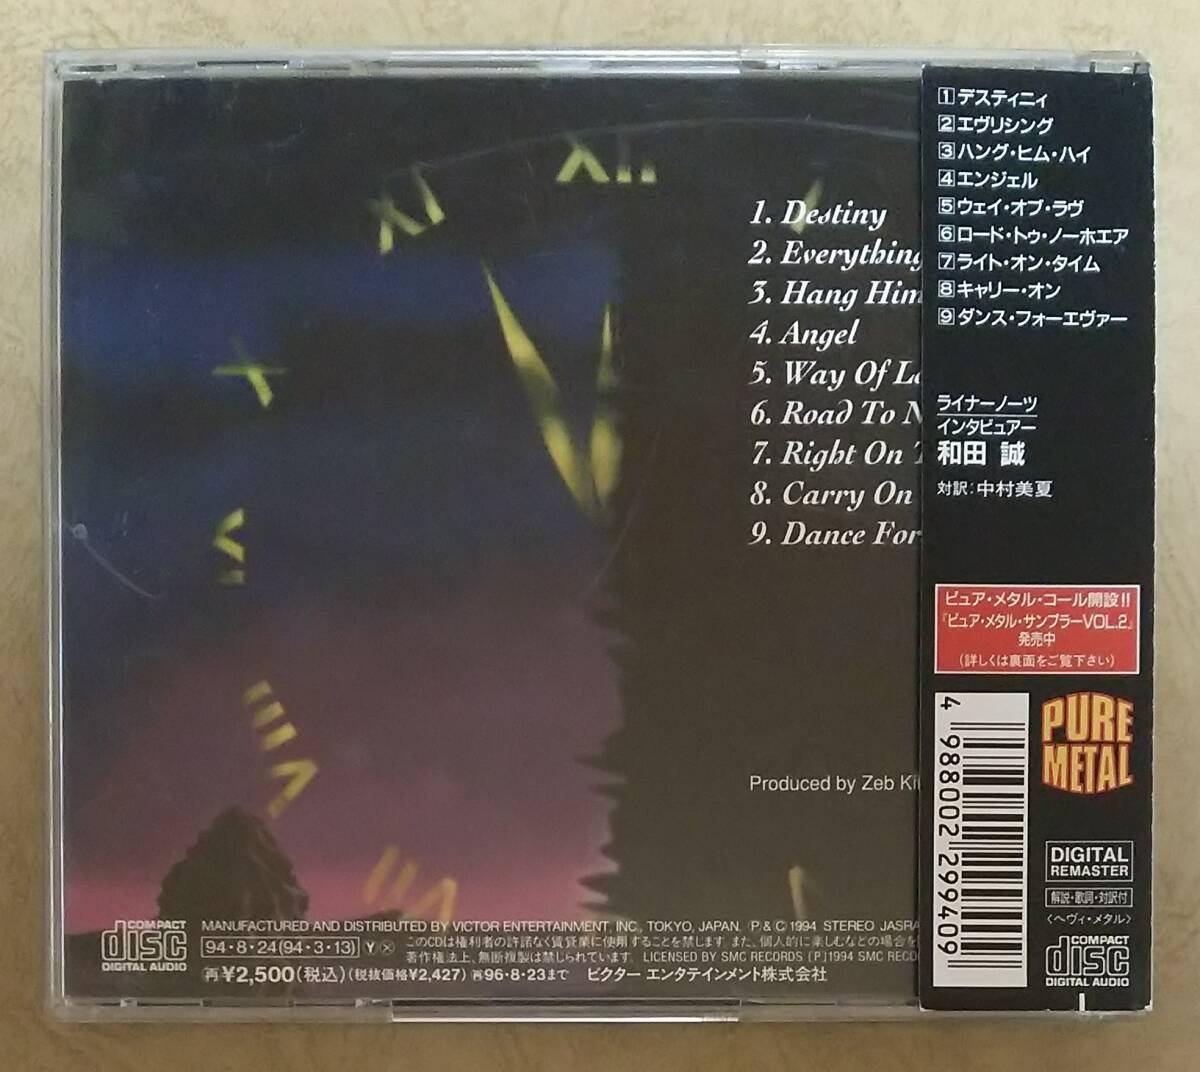 XII
1. Destiny
2. Everything
3. Hang Him
4. Angel
5. Way Of
6. Road To
7. Right On
8. Carry On
9. Dance
Produced by Zeb
COMPACT
disc
DIGITAL AUDIO
MANUFACTURED AND DISTRIBUTED BY VICTOR ENTERTAINMENT, INC., TOKYO, JAPAN. Ⓟ & © 1994 STEREO
94・8・24(94・3・13) Y
このCDは権利者の許諾なく賃貸業に使用することを禁じます。また、個人的に楽しむなどの場合を
著作権法上、無断複製は禁じられています。 LICENSED BY SMC RECORDS (P)1994 SMC
再¥2,500(税込)(税抜価格¥2,427) 再96・8・23まで ビクター エンタテインメント株式会社
1 デスティニィ
2 エヴリシング
3 ハング・ヒム・ハイ
4 エンジェル
5 ウェイ・オブ・ラヴ
6 ロード・トゥ・ノーホエア
7 ライト・オン・タイム
8 キャリー・オン
9 ダンス・フォーエヴァー
ライナーノーツ
インタビュアー
和田 誠
対訳:中村美夏
ピュア・メタル・コール開設!!
『ピュア・メタル・サンプラーVOL.2』
発売中
(詳しくは裏面をご覧下さい)
4 988002 299409
PURE
METAL
DIGITAL
REMASTER
解説・歌詞・対訳付
〈ヘヴィ・メタル〉
COMPACT
disc
DIGITAL AUDIO